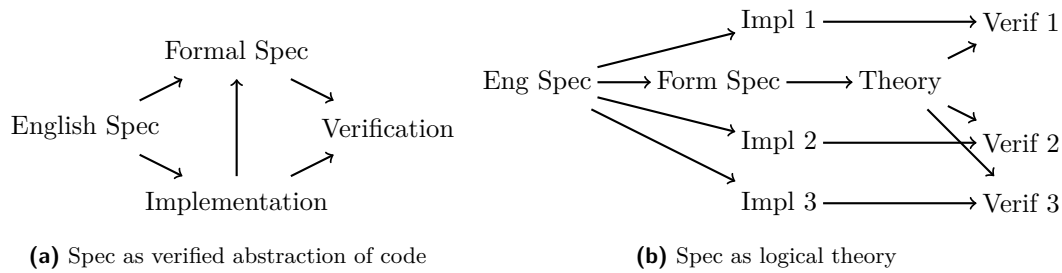 Formal Spec
English Spec
Verification
Implementation
(a) Spec as verified abstraction of code
Impl 1
Verif 1
Eng Spec
Form Spec
Theory
Impl 2
Verif 2
Impl 3
Verif 3
(b) Spec as logical theory